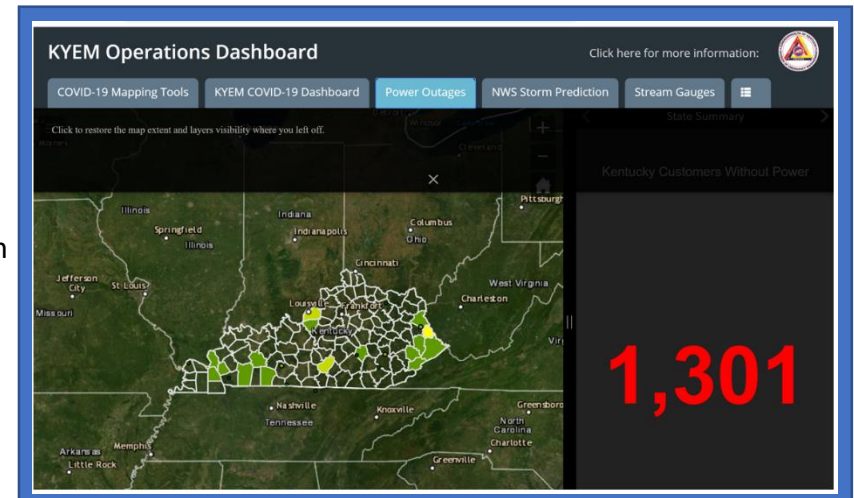 KYEM Operations Dashboard
Click here for more information:
COVID-19 Mapping Tools
KYEM COVID-19 Dashboard
Power Outages
NWS Storm Prediction
Stream Gauges
Click to restore the map extent and layers visibility where you left off.
State Summary
Kentucky Customers Without Power
Cleveland
Pittsburgh
Illinois
Indiana
Springfield
Columbus
Illinois
Indianapolis
Ohio
Cincinnati
Jefferson
City
St Louis
West Virginia
Louisville
Frankfort
Charleston
Missouri
Kentucky
1,301
Nashville
Knoxville
Greensboro
Tennessee
North
Carolina
Charlotte
Arkansas
Memphis
Little Rock
Greenville